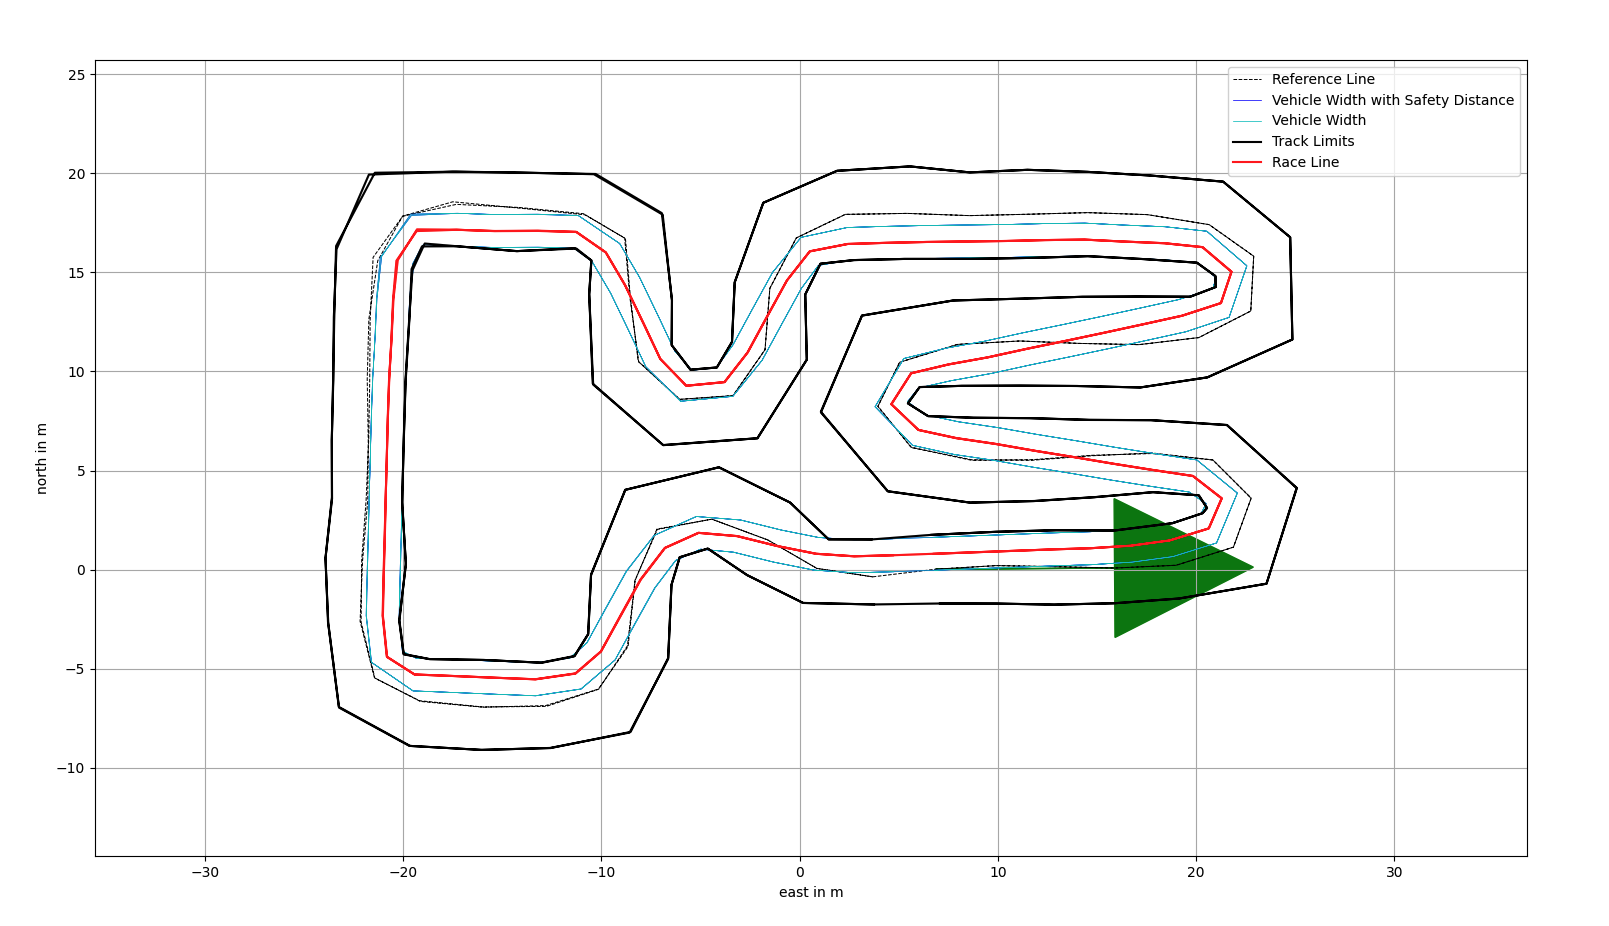 25
20
15
10
5
0
−5
−10
north in m
Reference Line
Vehicle Width with Safety Distance
Vehicle Width
Track Limits
Race Line
−30
−20
−10
0
10
20
30
east in m